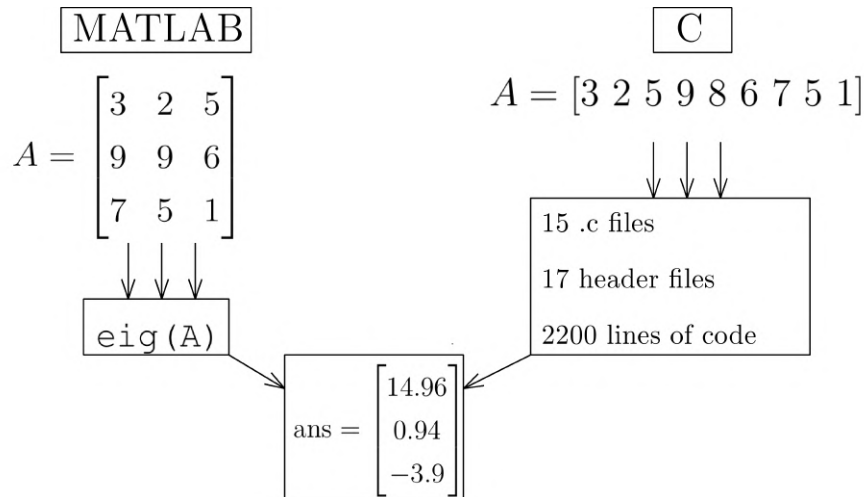 MATLAB
A = [3 2 5
9 9 6
7 5 1]
eig(A)
C
A = [3 2 5 9 8 6 7 5 1]
15 .c files
17 header files
2200 lines of code
ans = [14.96
0.94
−3.9]